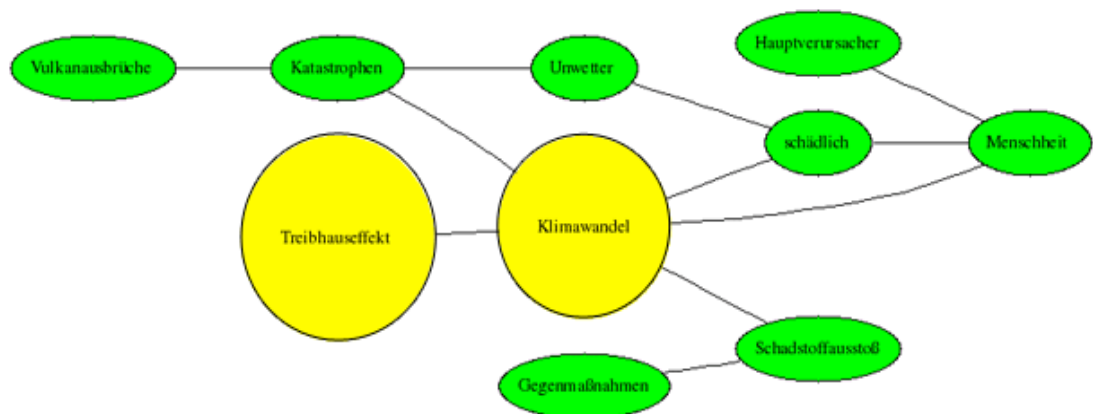 Hauptverursacher
Vulkanausbrüche
Katastrophen
Unwetter
schädlich
Menschheit
Treibhauseffekt
Klimawandel
Schadstoffausstoß
Gegenmaßnahmen